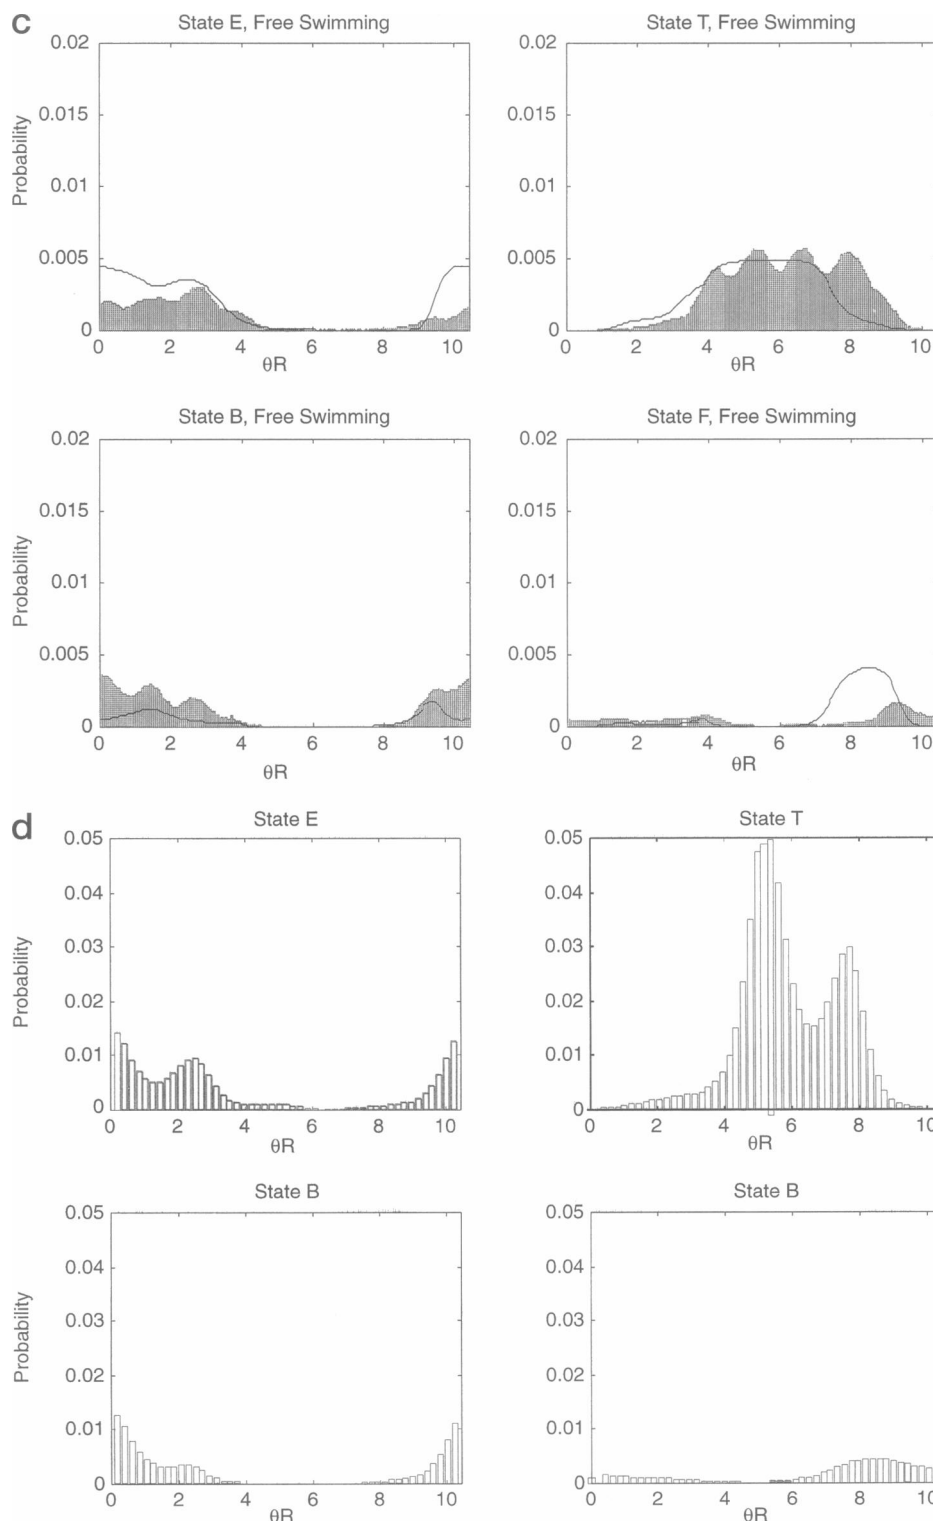 c
State E, Free Swimming
State T, Free Swimming
0.02
0.015
0.01
0.005
0
Probability
0 2 4 6 8 10
θR
0.02
0.015
0.01
0.005
0
0 2 4 6 8 10
θR
State B, Free Swimming
State F, Free Swimming
0.02
0.015
0.01
0.005
0
Probability
0 2 4 6 8 10
θR
0.02
0.015
0.01
0.005
0
0 2 4 6 8 10
θR
d
State E
State T
0.05
0.04
0.03
0.02
0.01
0
Probability
0 2 4 6 8 10
θR
0.05
0.04
0.03
0.02
0.01
0
0 2 4 6 8 10
θR
State B
State B
0.05
0.04
0.03
0.02
0.01
0
Probability
0 2 4 6 8 10
θR
0.05
0.04
0.03
0.02
0.01
0
0 2 4 6 8 10
θR